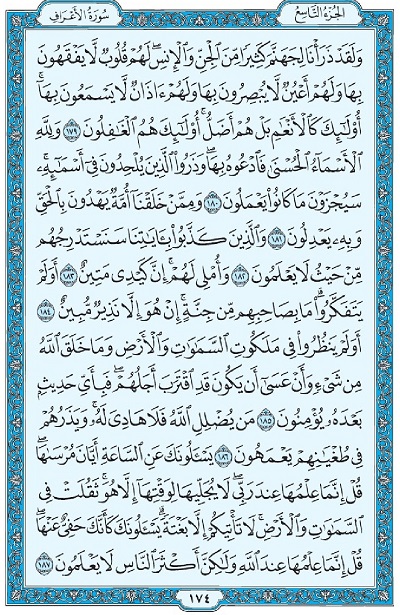 الجزء التاسع
سورة الأعراف
وَلَقَدْ ذَرَأْنَا لِجَهَنَّمَ كَثِيرًا مِّنَ ٱلْجِنِّ وَٱلْإِنسِ ۖ لَهُمْ قُلُوبٌ لَّا يَفْقَهُونَ
بِهَا وَلَهُمْ أَعْيُنٌ لَّا يُبْصِرُونَ بِهَا وَلَهُمْ ءَاذَانٌ لَّا يَسْمَعُونَ بِهَآ ۚ
أُو۟لَـٰٓئِكَ كَٱلْأَنْعَـٰمِ بَلْ هُمْ أَضَلُّ ۚ أُو۟لَـٰٓئِكَ هُمُ ٱلْغَـٰفِلُونَ ١٧٩ وَلِلَّهِ
ٱلْأَسْمَآءُ ٱلْحُسْنَىٰ فَٱدْعُوهُ بِهَا ۖ وَذَرُوا۟ ٱلَّذِينَ يُلْحِدُونَ فِىٓ أَسْمَـٰٓئِهِۦ ۚ
سَيُجْزَوْنَ مَا كَانُوا۟ يَعْمَلُونَ ١٨٠ وَمِمَّنْ خَلَقْنَآ أُمَّةٌ يَهْدُونَ بِٱلْحَقِّ
وَبِهِۦ يَعْدِلُونَ ١٨١ وَٱلَّذِينَ كَذَّبُوا۟ بِـَٔايَـٰتِنَا سَنَسْتَدْرِجُهُم
مِّنْ حَيْثُ لَا يَعْلَمُونَ ١٨٢ وَأُمْلِى لَهُمْ ۚ إِنَّ كَيْدِى مَتِينٌ ١٨٣ أَوَلَمْ
يَتَفَكَّرُوا۟ ۗ مَا بِصَاحِبِهِم مِّن جِنَّةٍ ۚ إِنْ هُوَ إِلَّا نَذِيرٌ مُّبِينٌ ١٨٤
أَوَلَمْ يَنظُرُوا۟ فِى مَلَكُوتِ ٱلسَّمَـٰوَٰتِ وَٱلْأَرْضِ وَمَا خَلَقَ ٱللَّهُ
مِن شَىْءٍ وَأَنْ عَسَىٰٓ أَن يَكُونَ قَدِ ٱقْتَرَبَ أَجَلُهُمْ ۖ فَبِأَىِّ حَدِيثٍۭ
بَعْدَهُۥ يُؤْمِنُونَ ١٨٥ مَن يُضْلِلِ ٱللَّهُ فَلَا هَادِىَ لَهُۥ ۚ وَيَذَرُهُمْ
فِى طُغْيَـٰنِهِمْ يَعْمَهُونَ ١٨٦ يَسْـَٔلُونَكَ عَنِ ٱلسَّاعَةِ أَيَّانَ مُرْسَىٰهَا ۖ
قُلْ إِنَّمَا عِلْمُهَا عِندَ رَبِّى ۖ لَا يُجَلِّيهَا لِوَقْتِهَآ إِلَّا هُوَ ۚ ثَقُلَتْ فِى
ٱلسَّمَـٰوَٰتِ وَٱلْأَرْضِ ۚ لَا تَأْتِيكُمْ إِلَّا بَغْتَةً ۗ يَسْـَٔلُونَكَ كَأَنَّكَ حَفِىٌّ عَنْهَا ۖ
قُلْ إِنَّمَا عِلْمُهَا عِندَ ٱللَّهِ وَلَـٰكِنَّ أَكْثَرَ ٱلنَّاسِ لَا يَعْلَمُونَ ١٨٧
١٧٤